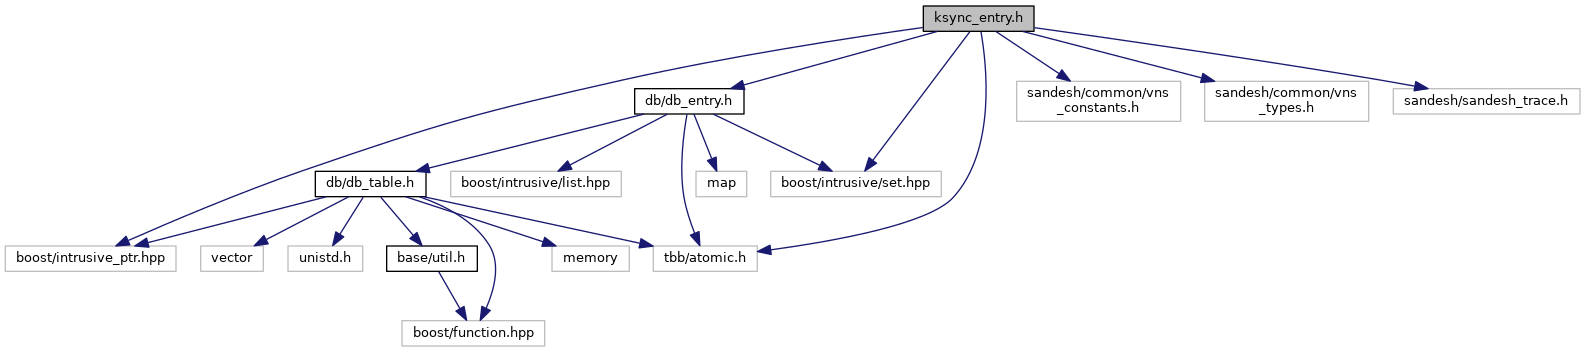 ksync_entry.h
db/db_entry.h
sandesh/common/vns
_constants.h
sandesh/common/vns
_types.h
sandesh/sandesh_trace.h
db/db_table.h
boost/intrusive/list.hpp
map
boost/intrusive/set.hpp
boost/intrusive_ptr.hpp
vector
unistd.h
base/util.h
memory
tbb/atomic.h
boost/function.hpp